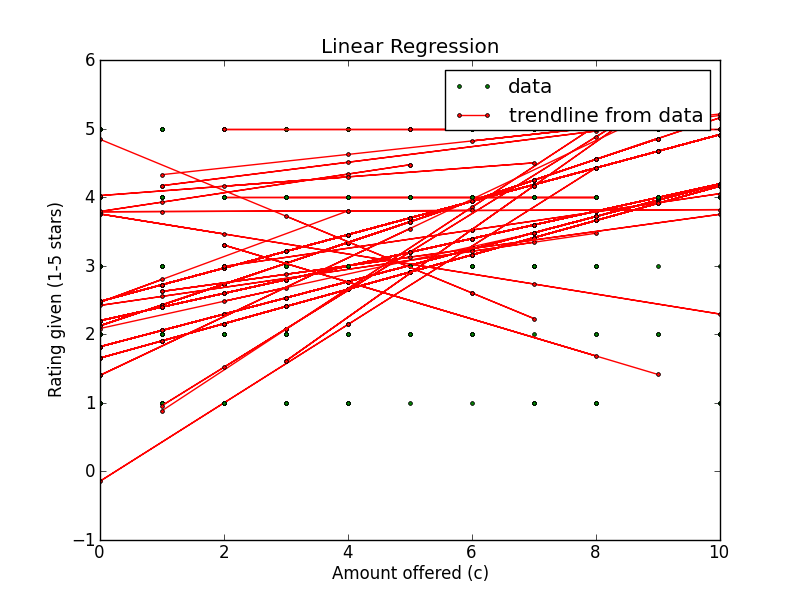 Linear Regression
data
trendline from data
6
5
4
3
2
1
0
−1
0 2 4 6 8 10
Rating given (1-5 stars)
Amount offered (c)